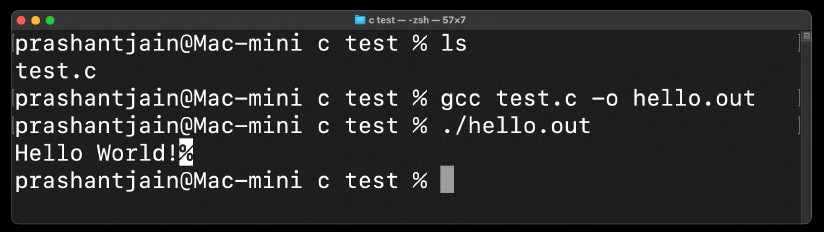 c test — -zsh — 57×7
prashantjain@Mac-mini c test % ls
test.c
prashantjain@Mac-mini c test % gcc test.c -o hello.out
prashantjain@Mac-mini c test % ./hello.out
Hello World!%
prashantjain@Mac-mini c test %